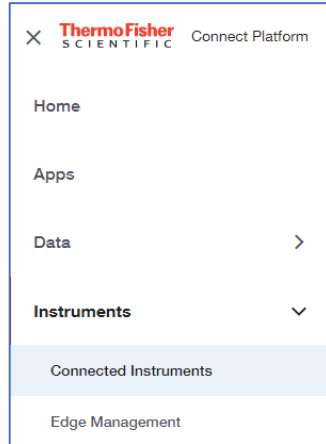 ThermoFisher
SCIENTIFIC
Connect Platform
Home
Apps
Data
Instruments
Connected Instruments
Edge Management